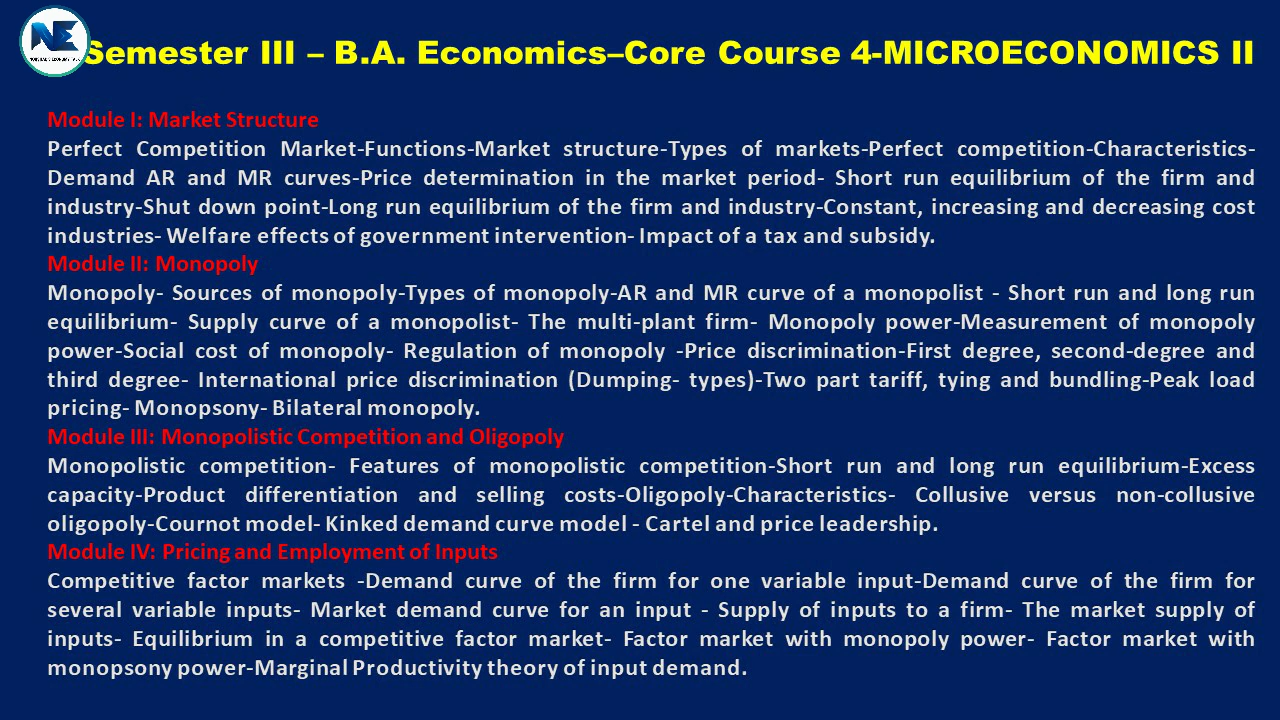 NE
Semester III – B.A. Economics–Core Course 4-MICROECONOMICS II
Module I: Market Structure
Perfect Competition Market-Functions-Market structure-Types of markets-Perfect competition-Characteristics-
Demand AR and MR curves-Price determination in the market period- Short run equilibrium of the firm and
industry-Shut down point-Long run equilibrium of the firm and industry-Constant, increasing and decreasing cost
industries- Welfare effects of government intervention- Impact of a tax and subsidy.
Module II: Monopoly
Monopoly- Sources of monopoly-Types of monopoly-AR and MR curve of a monopolist - Short run and long run
equilibrium- Supply curve of a monopolist- The multi-plant firm- Monopoly power-Measurement of monopoly
power-Social cost of monopoly- Regulation of monopoly -Price discrimination-First degree, second-degree and
third degree- International price discrimination (Dumping- types)-Two part tariff, tying and bundling-Peak load
pricing- Monopsony- Bilateral monopoly.
Module III: Monopolistic Competition and Oligopoly
Monopolistic competition- Features of monopolistic competition-Short run and long run equilibrium-Excess
capacity-Product differentiation and selling costs-Oligopoly-Characteristics- Collusive versus non-collusive
oligopoly-Cournot model- Kinked demand curve model - Cartel and price leadership.
Module IV: Pricing and Employment of Inputs
Competitive factor markets -Demand curve of the firm for one variable input-Demand curve of the firm for
several variable inputs- Market demand curve for an input - Supply of inputs to a firm- The market supply of
inputs- Equilibrium in a competitive factor market- Factor market with monopoly power- Factor market with
monopsony power-Marginal Productivity theory of input demand.